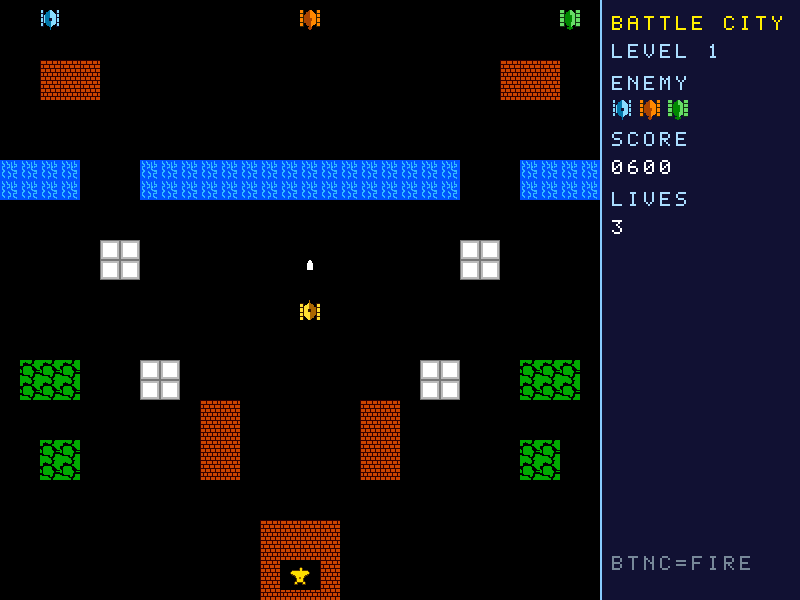 BATTLE CITY
LEVEL 1
ENEMY
SCORE
0600
LIVES
3
BTNC=FIRE